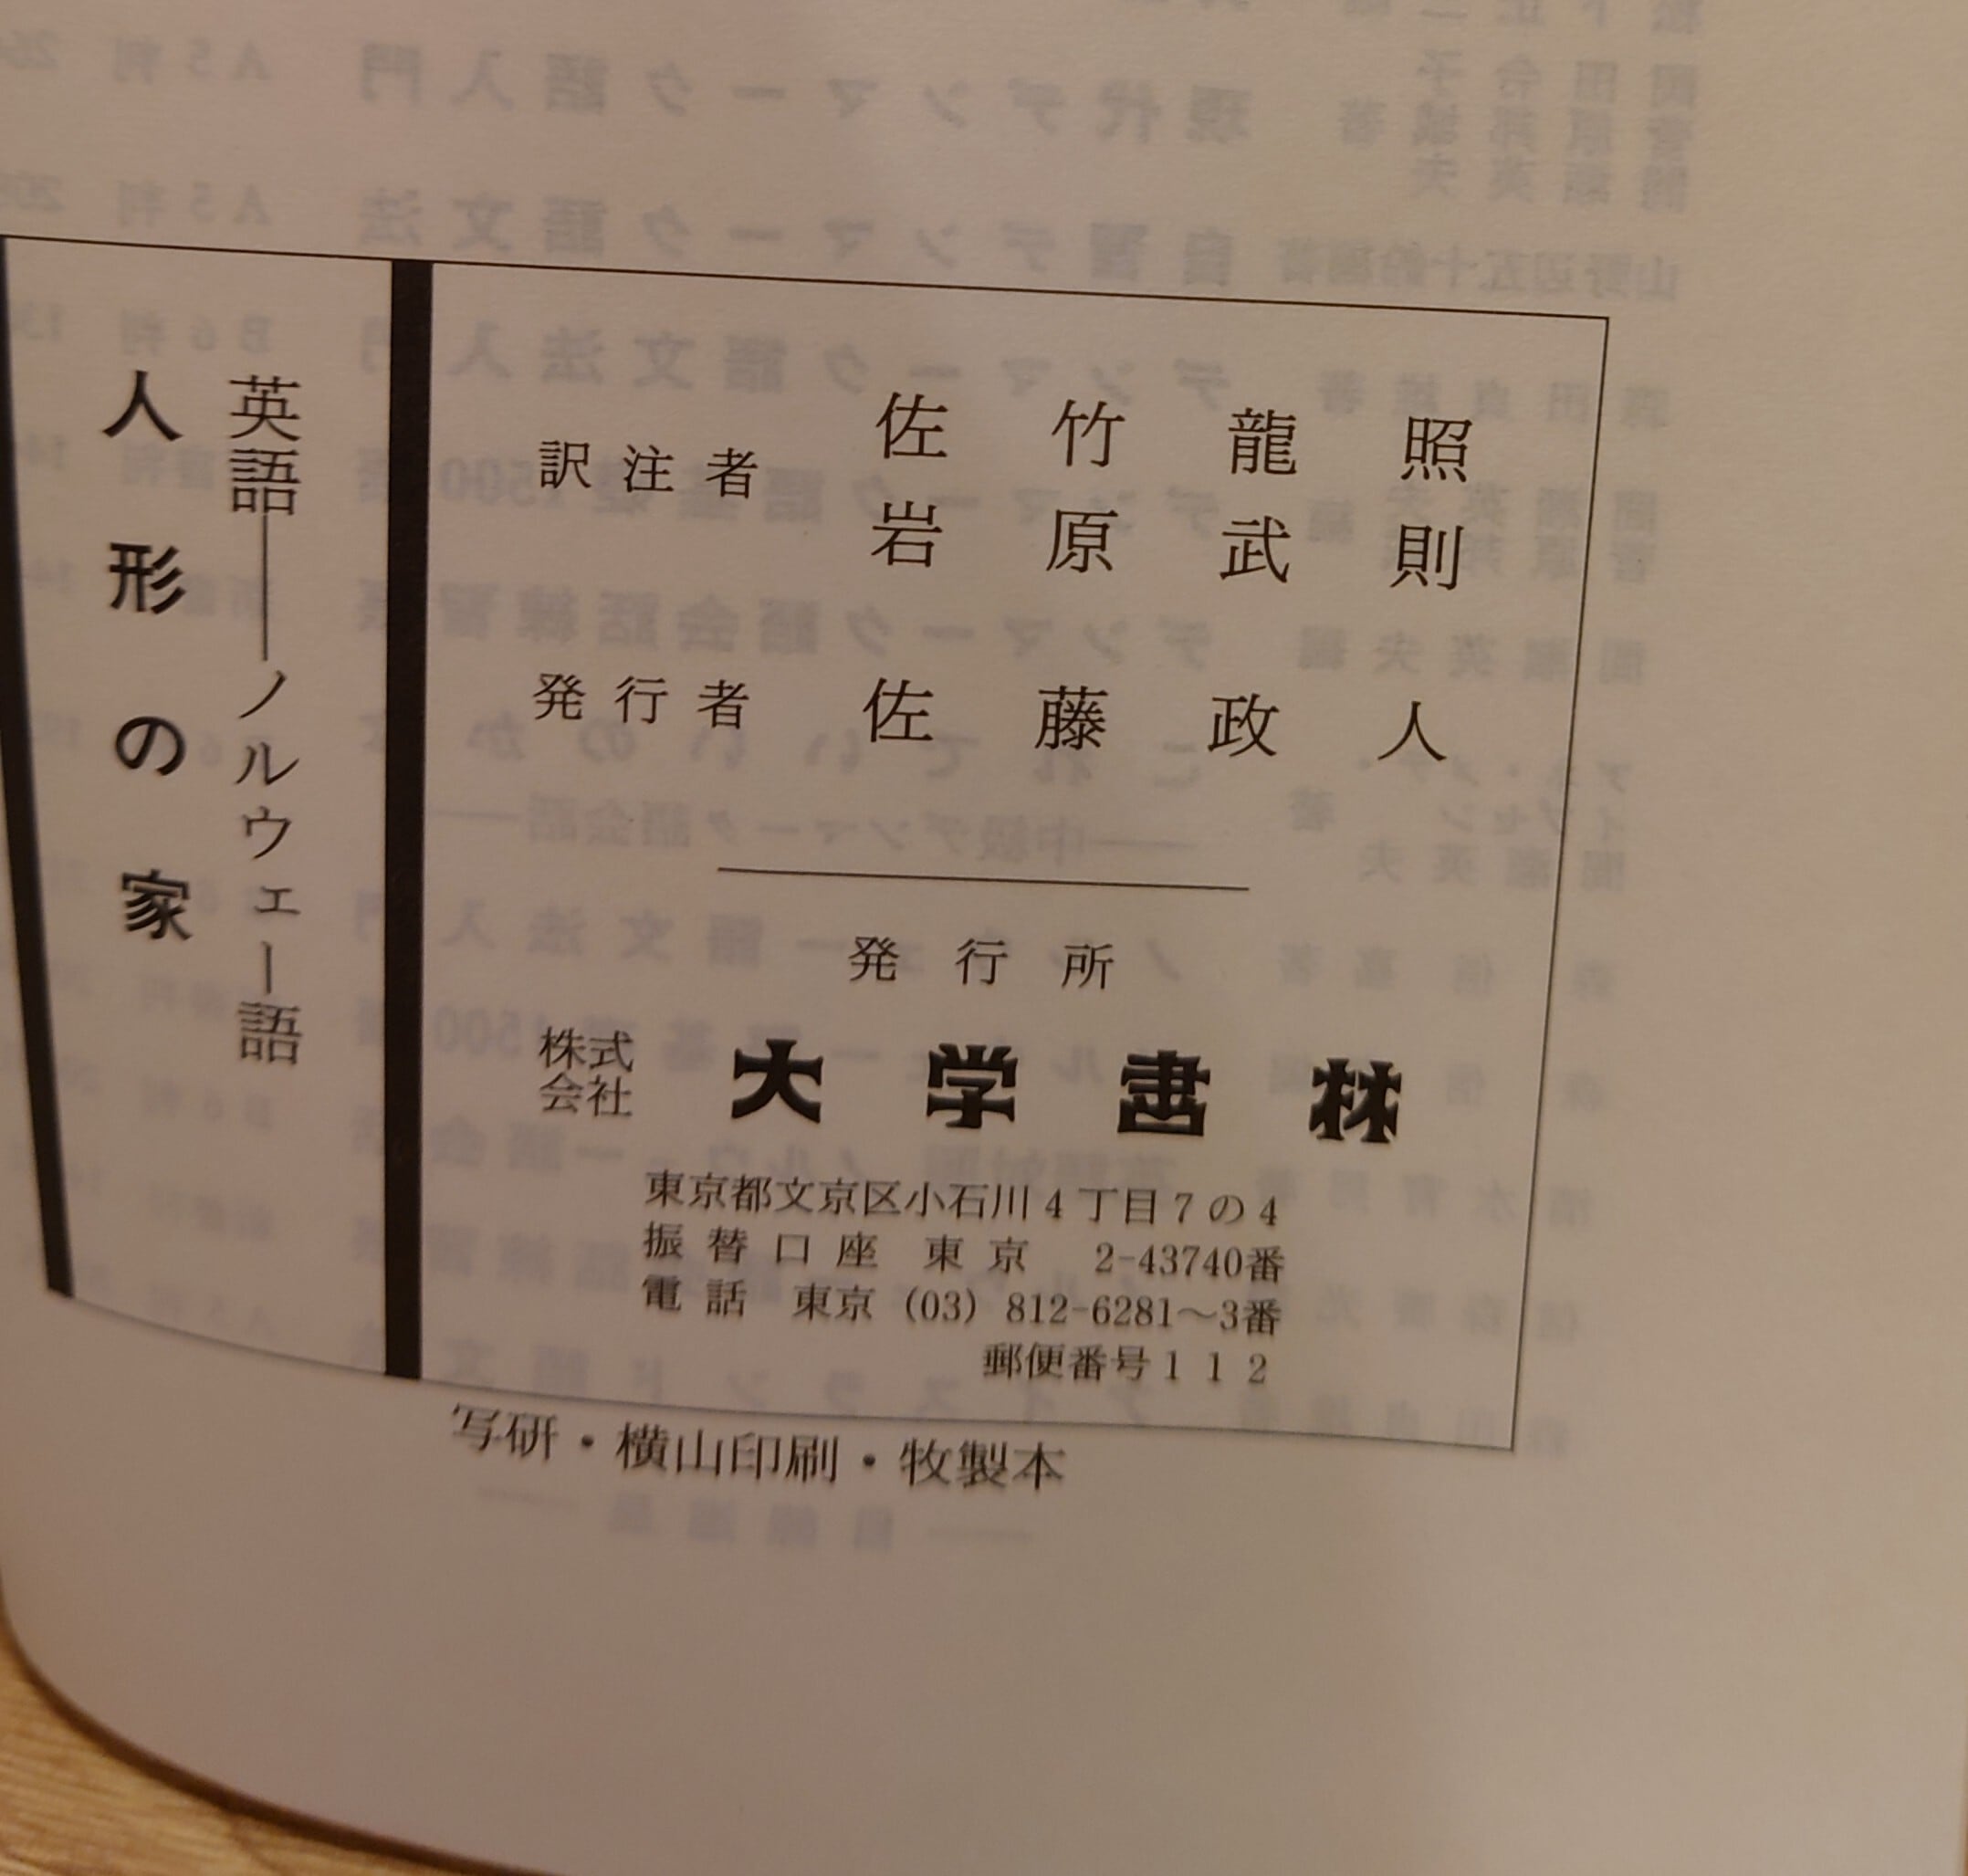 英語―ノルウェー語
人形の家
訳注者 佐竹龍照
岩原武則
発行者 佐藤政人
発行所
株式会社 大学書林
東京都文京区小石川4丁目7の4
振替口座 東京 2-43740番
電話 東京 (03) 812-6281〜3番
郵便番号112
写研・横山印刷・牧製本